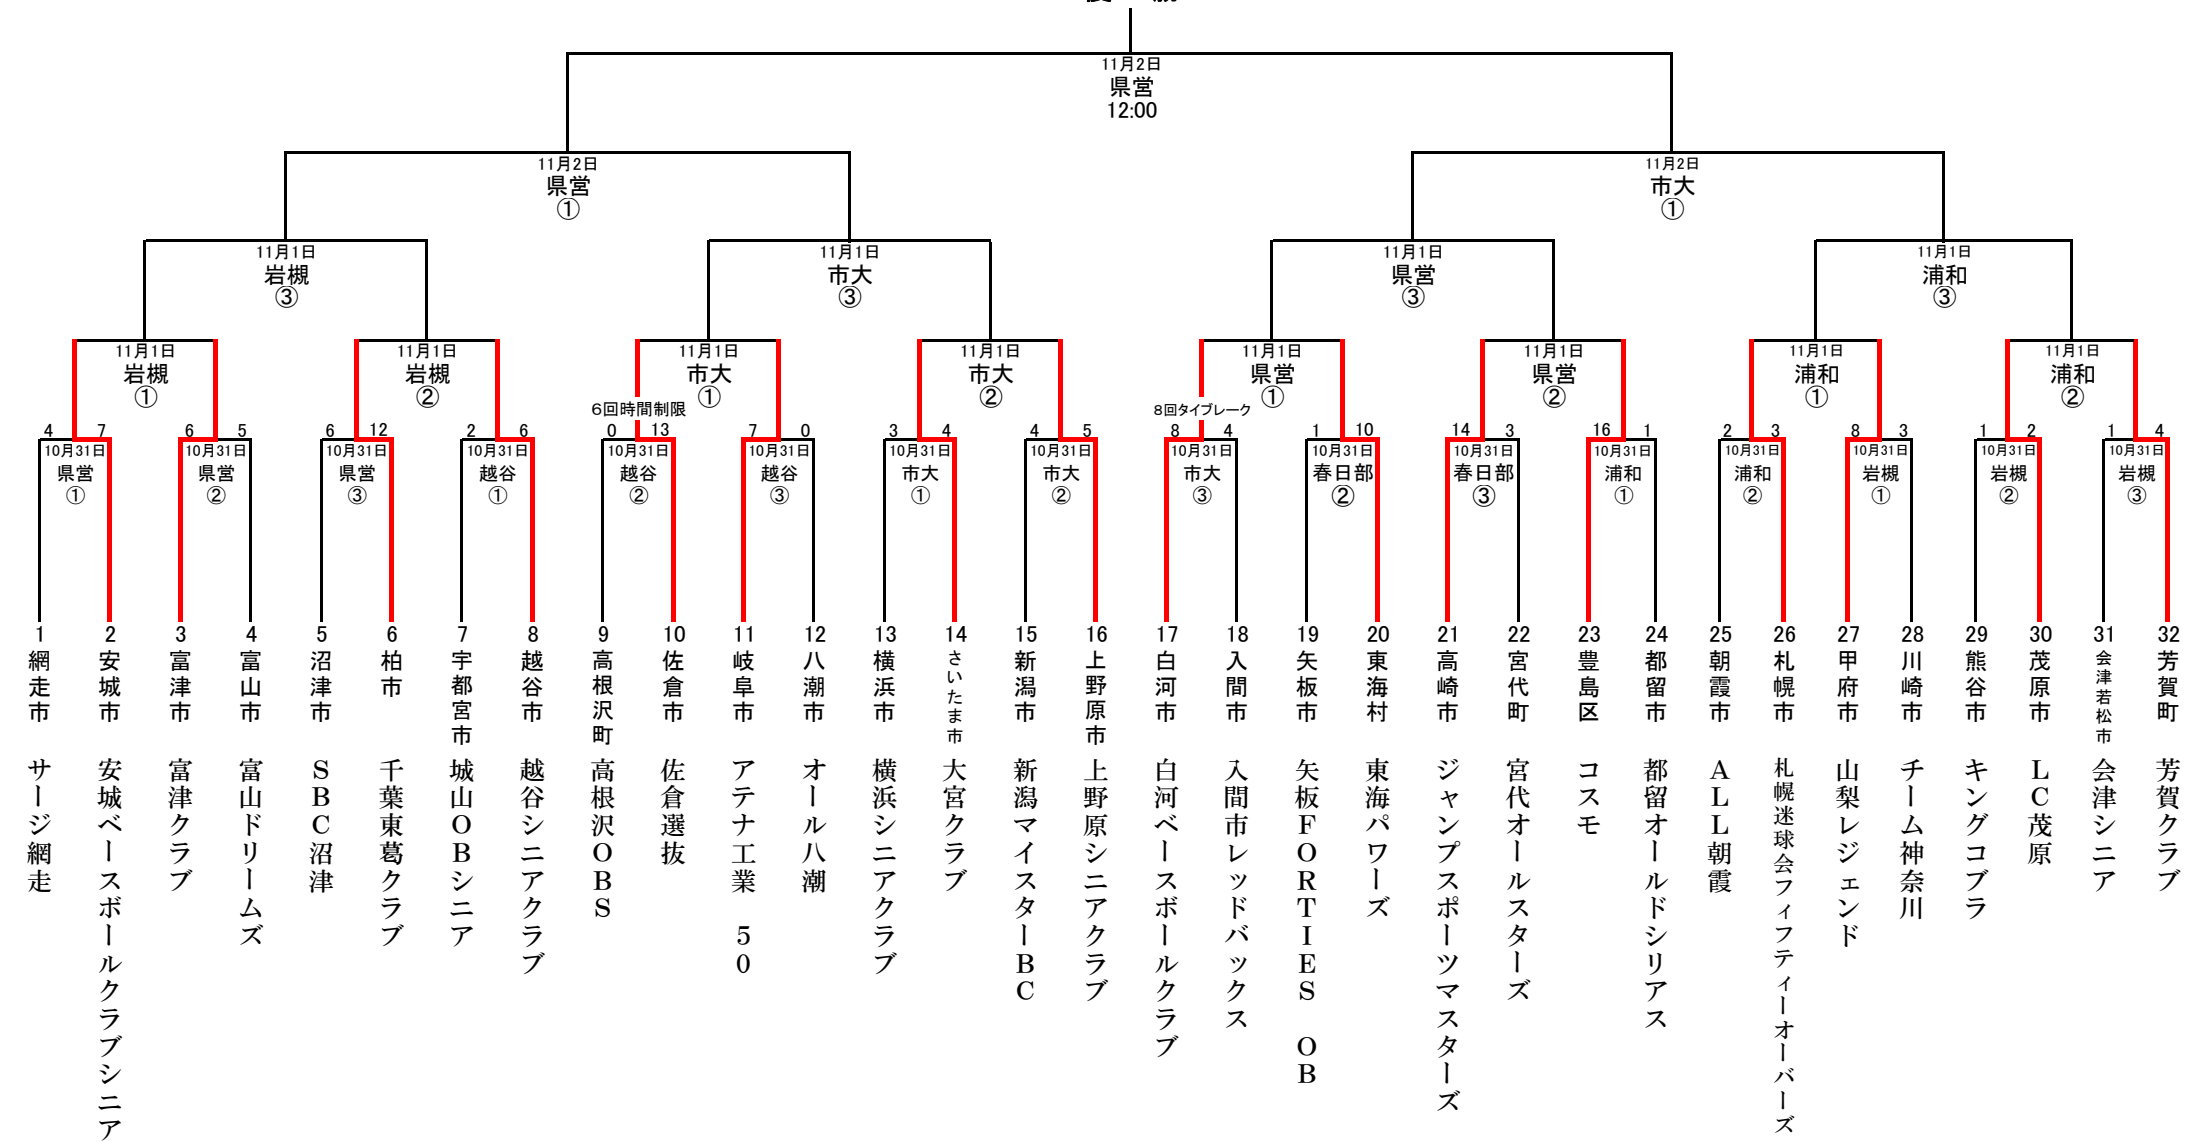 11月2日
県営
12:00
11月2日
県営
①
11月2日
市大
①
11月1日
岩槻
③
11月1日
市大
③
11月1日
県営
③
11月1日
浦和
③
11月1日
岩槻
①
11月1日
岩槻
②
11月1日
市大
①
11月1日
市大
②
11月1日
県営
①
11月1日
県営
②
11月1日
浦和
①
11月1日
浦和
②
6回時間制限
8回タイブレーク
4 7
10月31日
県営
①
6 5
10月31日
県営
②
6 12
10月31日
県営
③
2 6
10月31日
越谷
①
0 13
10月31日
越谷
②
7 0
10月31日
越谷
③
3 4
10月31日
市大
①
4 5
10月31日
市大
②
8 4
10月31日
市大
③
1 10
10月31日
春日部
②
14 3
10月31日
春日部
③
16 1
10月31日
浦和
①
2 3
10月31日
浦和
②
8 3
10月31日
岩槻
①
1 2
10月31日
岩槻
②
1 4
10月31日
岩槻
③
1 網走市 サージ網走
2 安城市 安城ベースボールクラブシニア
3 富津市 富津クラブ
4 富山市 富山ドリームズ
5 沼津市 SBC沼津
6 柏市 千葉東葛クラブ
7 宇都宮市 城山OBシニア
8 越谷市 越谷シニアクラブ
9 高根沢町 高根沢OBS
10 佐倉市 佐倉選抜
11 岐阜市 アテナ工業 50
12 八潮市 オール八潮
13 横浜市 横浜シニアクラブ
14 さいたま市 大宮クラブ
15 新潟市 新潟マイスターBC
16 上野原市 上野原シニアクラブ
17 白河市 白河ベースボールクラブ
18 入間市 入間市レッドバックス
19 矢板市 矢板FORTIES OB
20 東海村 東海パワーズ
21 高崎市 ジャンプスポーツマスターズ
22 宮代町 宮代オールスターズ
23 豊島区 コスモ
24 都留市 都留オールドシリアス
25 朝霞市 ALL朝霞
26 札幌市 札幌迷球会フィフティーオーバーズ
27 甲府市 山梨レジェンド
28 川崎市 チーム神奈川
29 熊谷市 キングコブラ
30 茂原市 LC茂原
31 会津若松市 会津シニア
32 芳賀町 芳賀クラブ